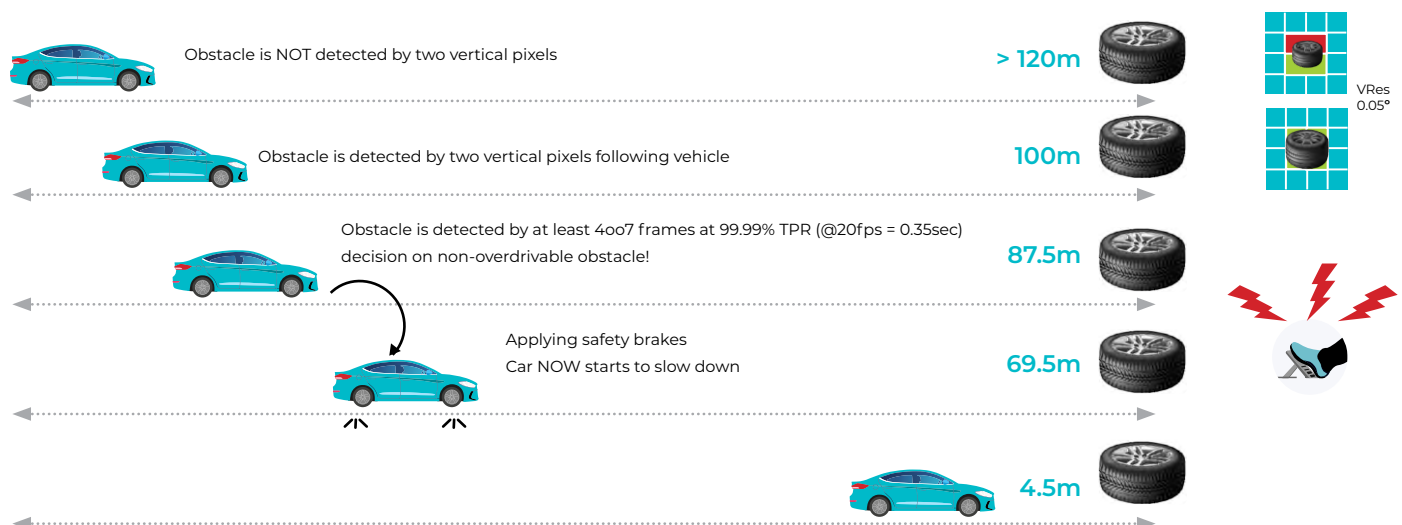 Obstacle is NOT detected by two vertical pixels
> 120m
VRes
0.05°
Obstacle is detected by two vertical pixels following vehicle
100m
Obstacle is detected by at least 4oo7 frames at 99.99% TPR (@20fps = 0.35sec)
decision on non-overdrivable obstacle!
87.5m
Applying safety brakes
Car NOW starts to slow down
69.5m
4.5m